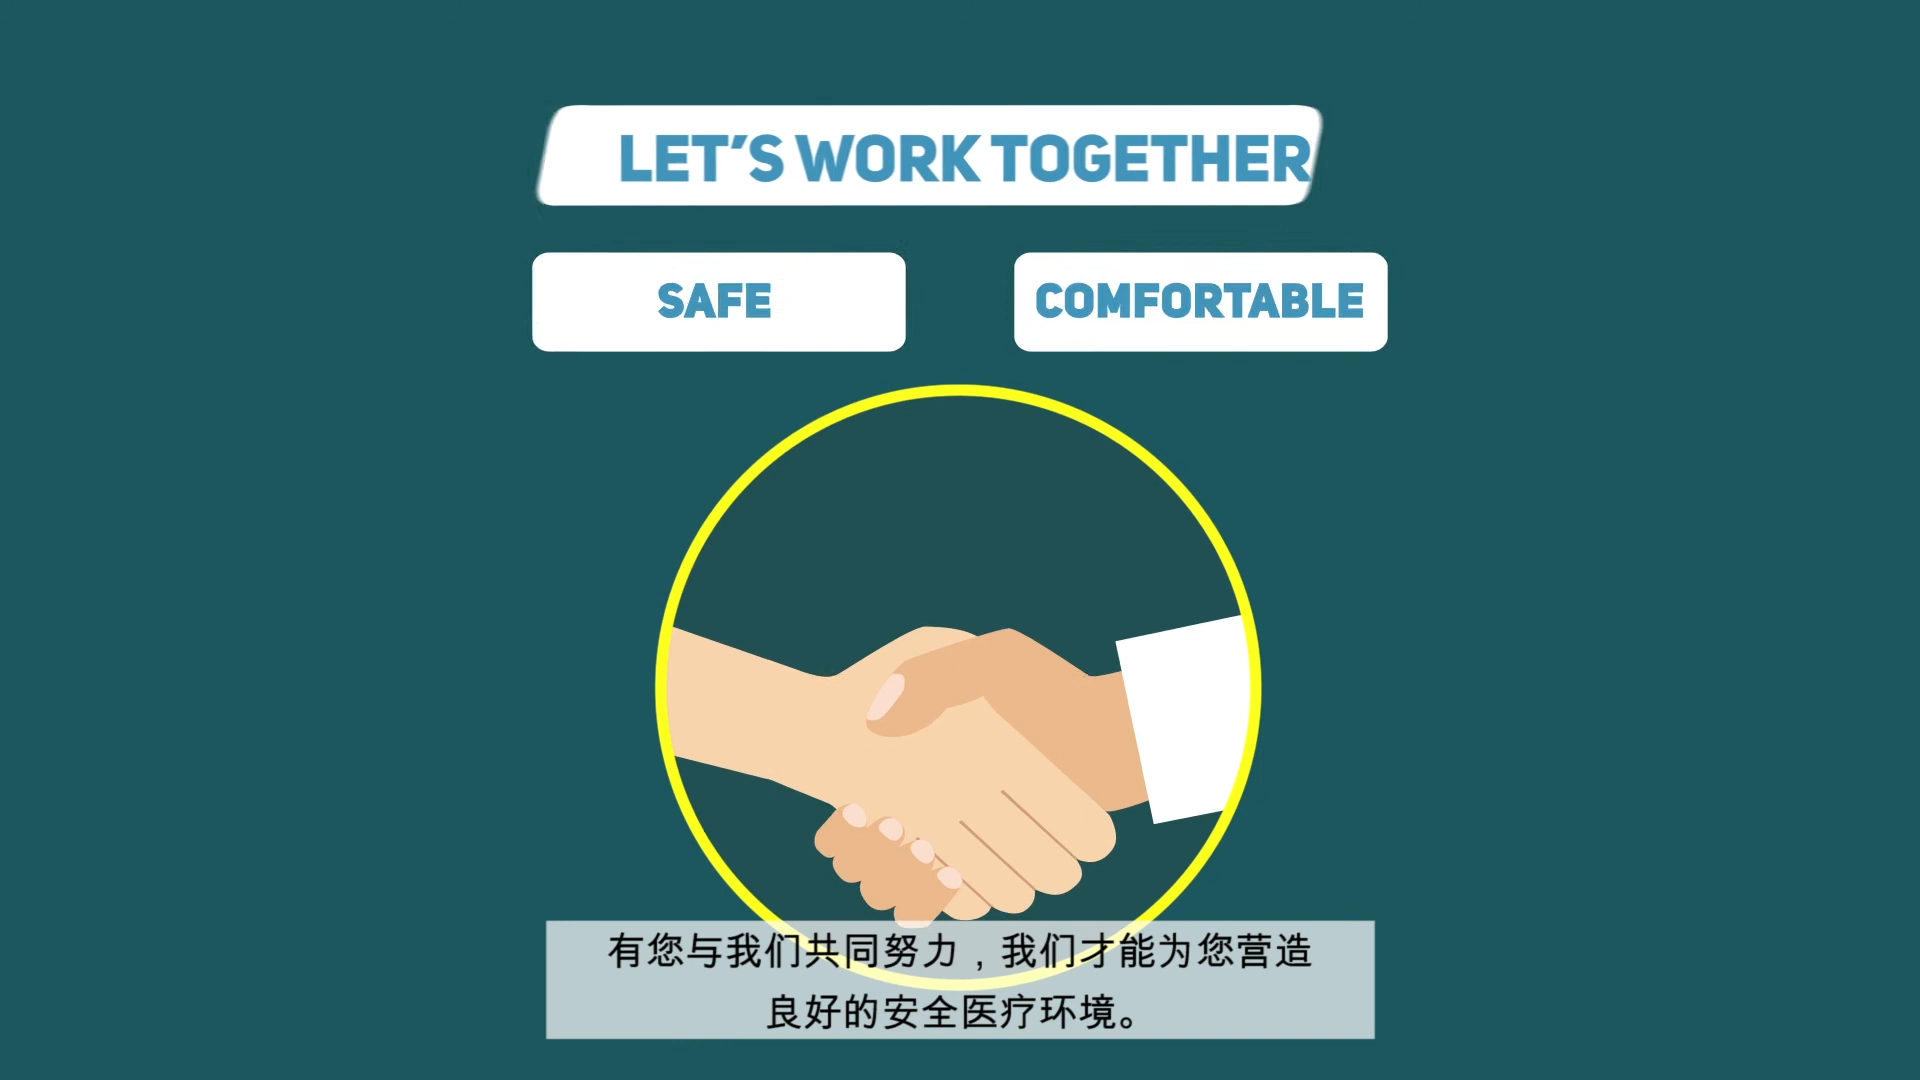 LET'S WORK TOGETHER
SAFE
COMFORTABLE
有您与我们共同努力，我们才能为您营造
良好的安全医疗环境。